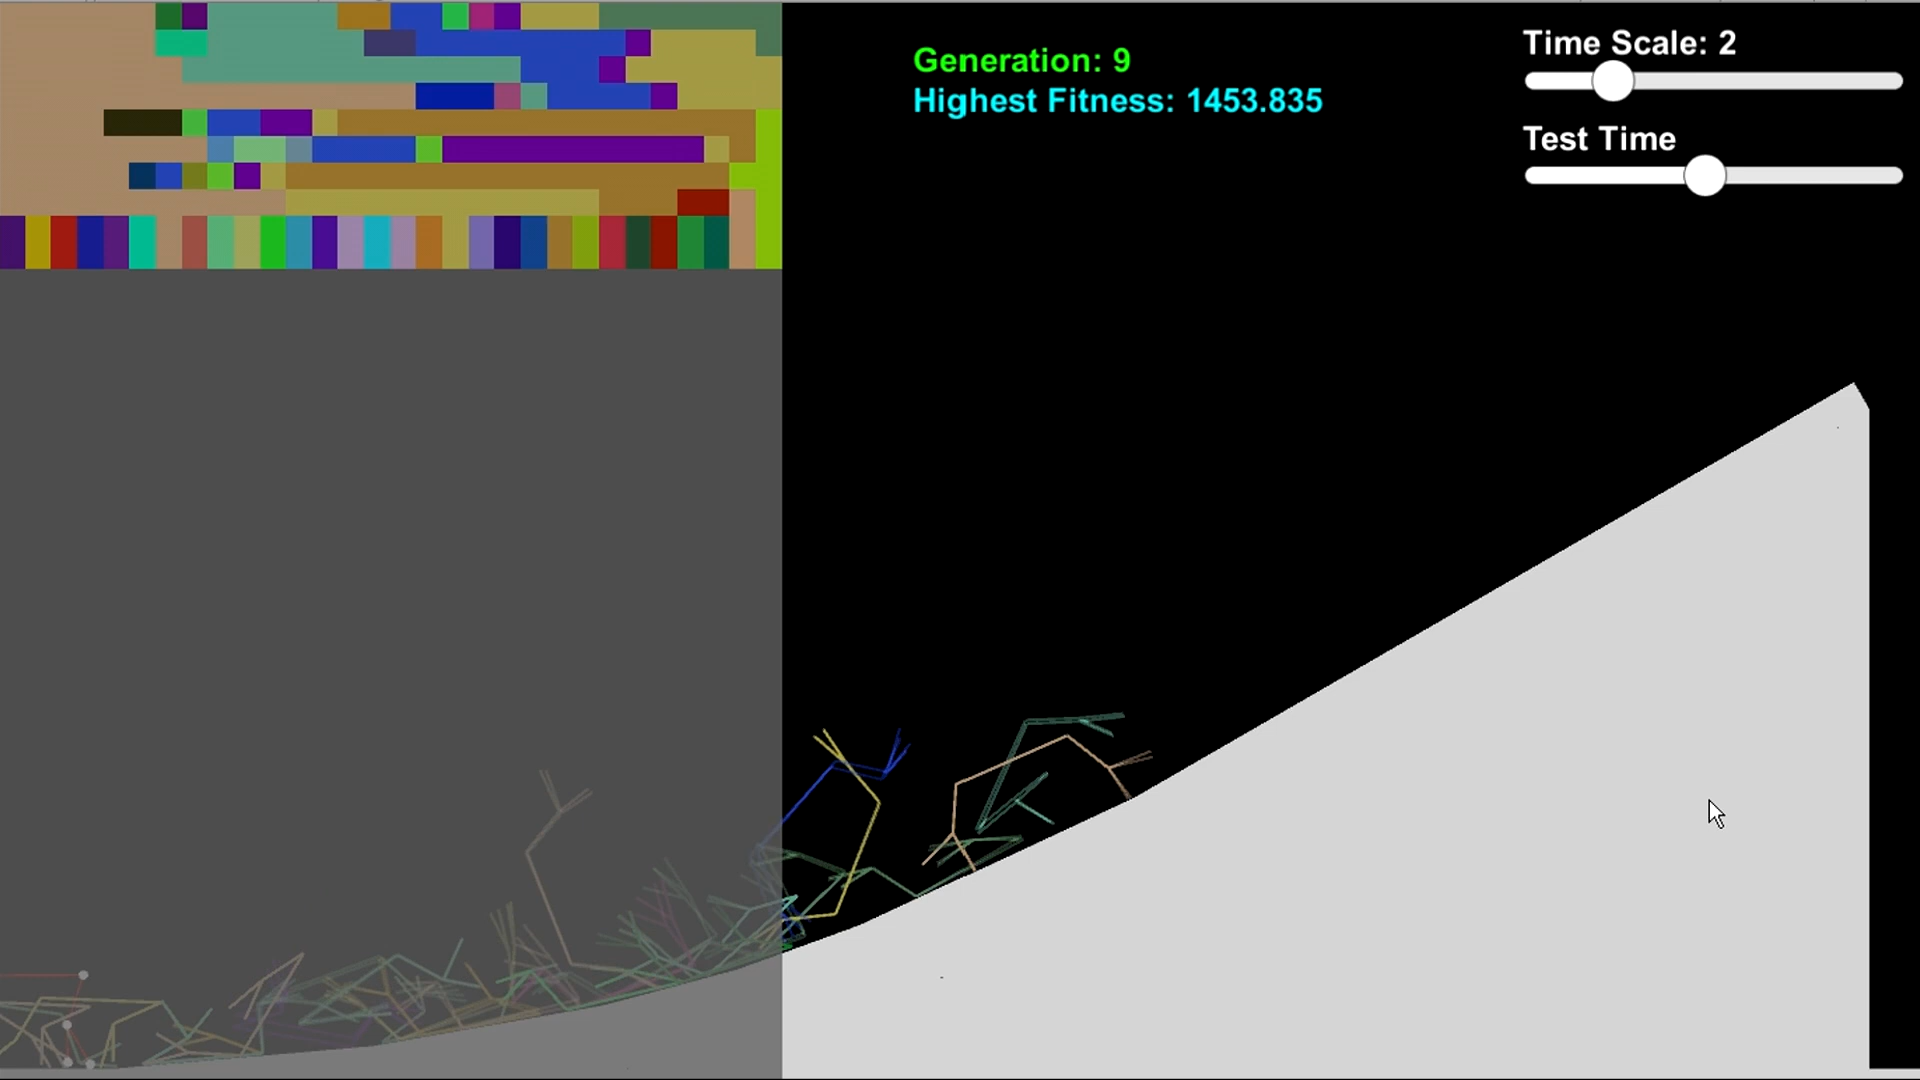 Generation: 9
Highest Fitness: 1453.835
Time Scale: 2
Test Time